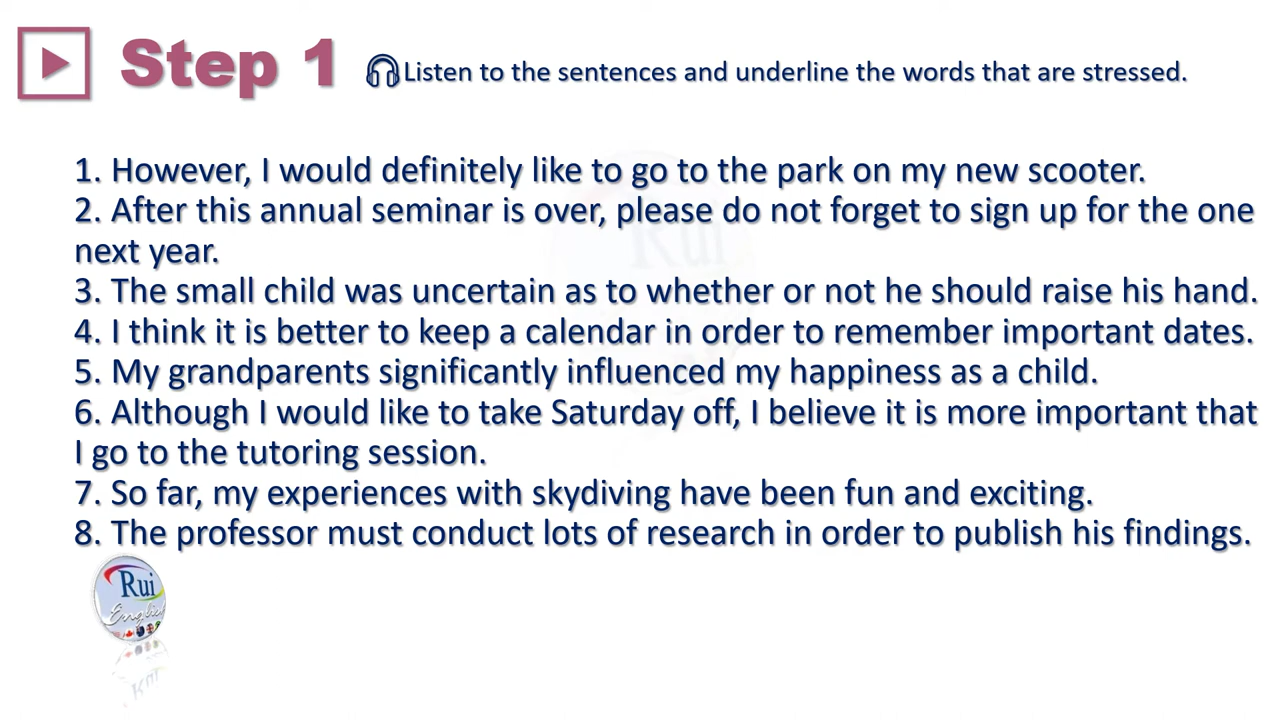 Step 1
Listen to the sentences and underline the words that are stressed.
1. However, I would definitely like to go to the park on my new scooter.
2. After this annual seminar is over, please do not forget to sign up for the one
next year.
3. The small child was uncertain as to whether or not he should raise his hand.
4. I think it is better to keep a calendar in order to remember important dates.
5. My grandparents significantly influenced my happiness as a child.
6. Although I would like to take Saturday off, I believe it is more important that
I go to the tutoring session.
7. So far, my experiences with skydiving have been fun and exciting.
8. The professor must conduct lots of research in order to publish his findings.
Rui
English
Rui